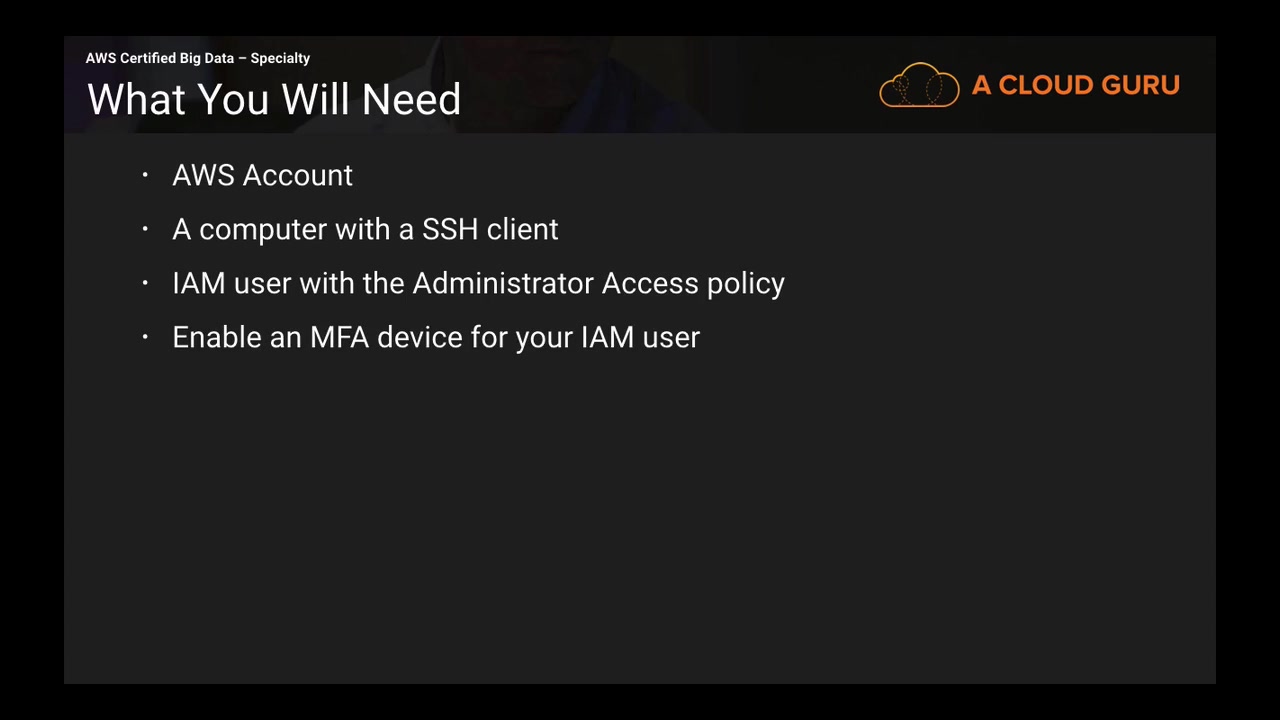 AWS Certified Big Data – Specialty
What You Will Need
A CLOUD GURU
· AWS Account
· A computer with a SSH client
· IAM user with the Administrator Access policy
· Enable an MFA device for your IAM user